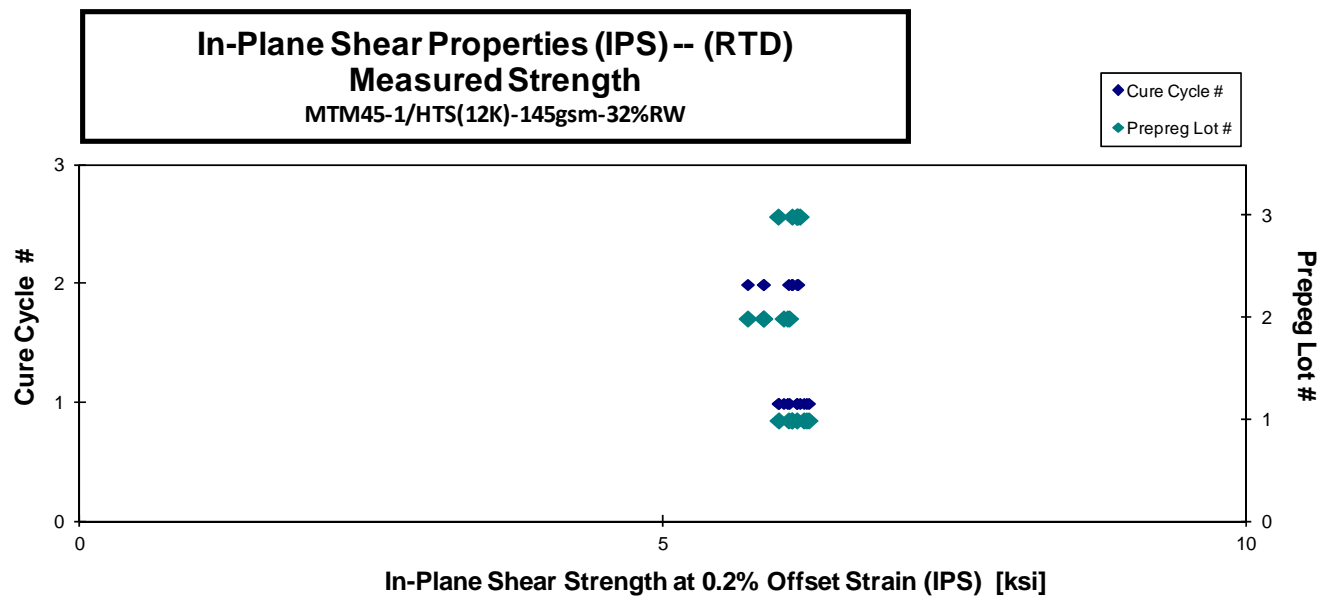 In-Plane Shear Properties (IPS) -- (RTD)
Measured Strength
MTM45-1/HTS(12K)-145gsm-32%RW
Cure Cycle #
Prepreg Lot #
3
2
1
0
Cure Cycle #
3
2
1
0
Prepeg Lot #
0
5
10
In-Plane Shear Strength at 0.2% Offset Strain (IPS) [ksi]